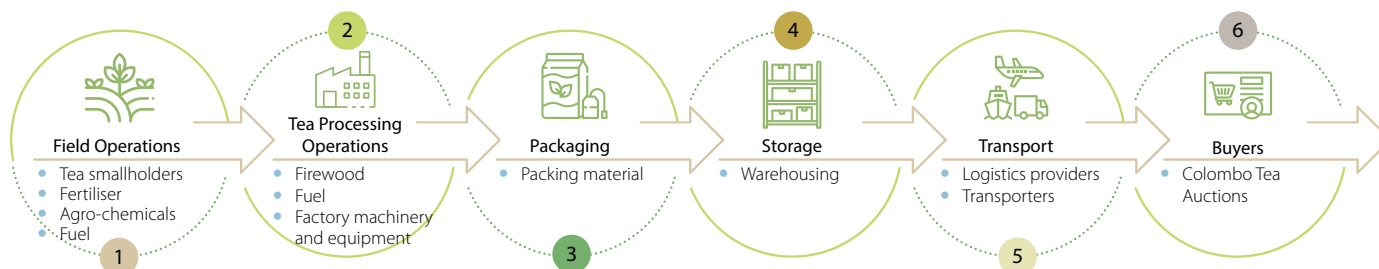 1
Field Operations
Tea smallholders
Fertiliser
Agro-chemicals
Fuel
2
Tea Processing
Operations
Firewood
Fuel
Factory machinery
and equipment
3
Packaging
Packing material
4
Storage
Warehousing
5
Transport
Logistics providers
Transporters
6
Buyers
Colombo Tea
Auctions